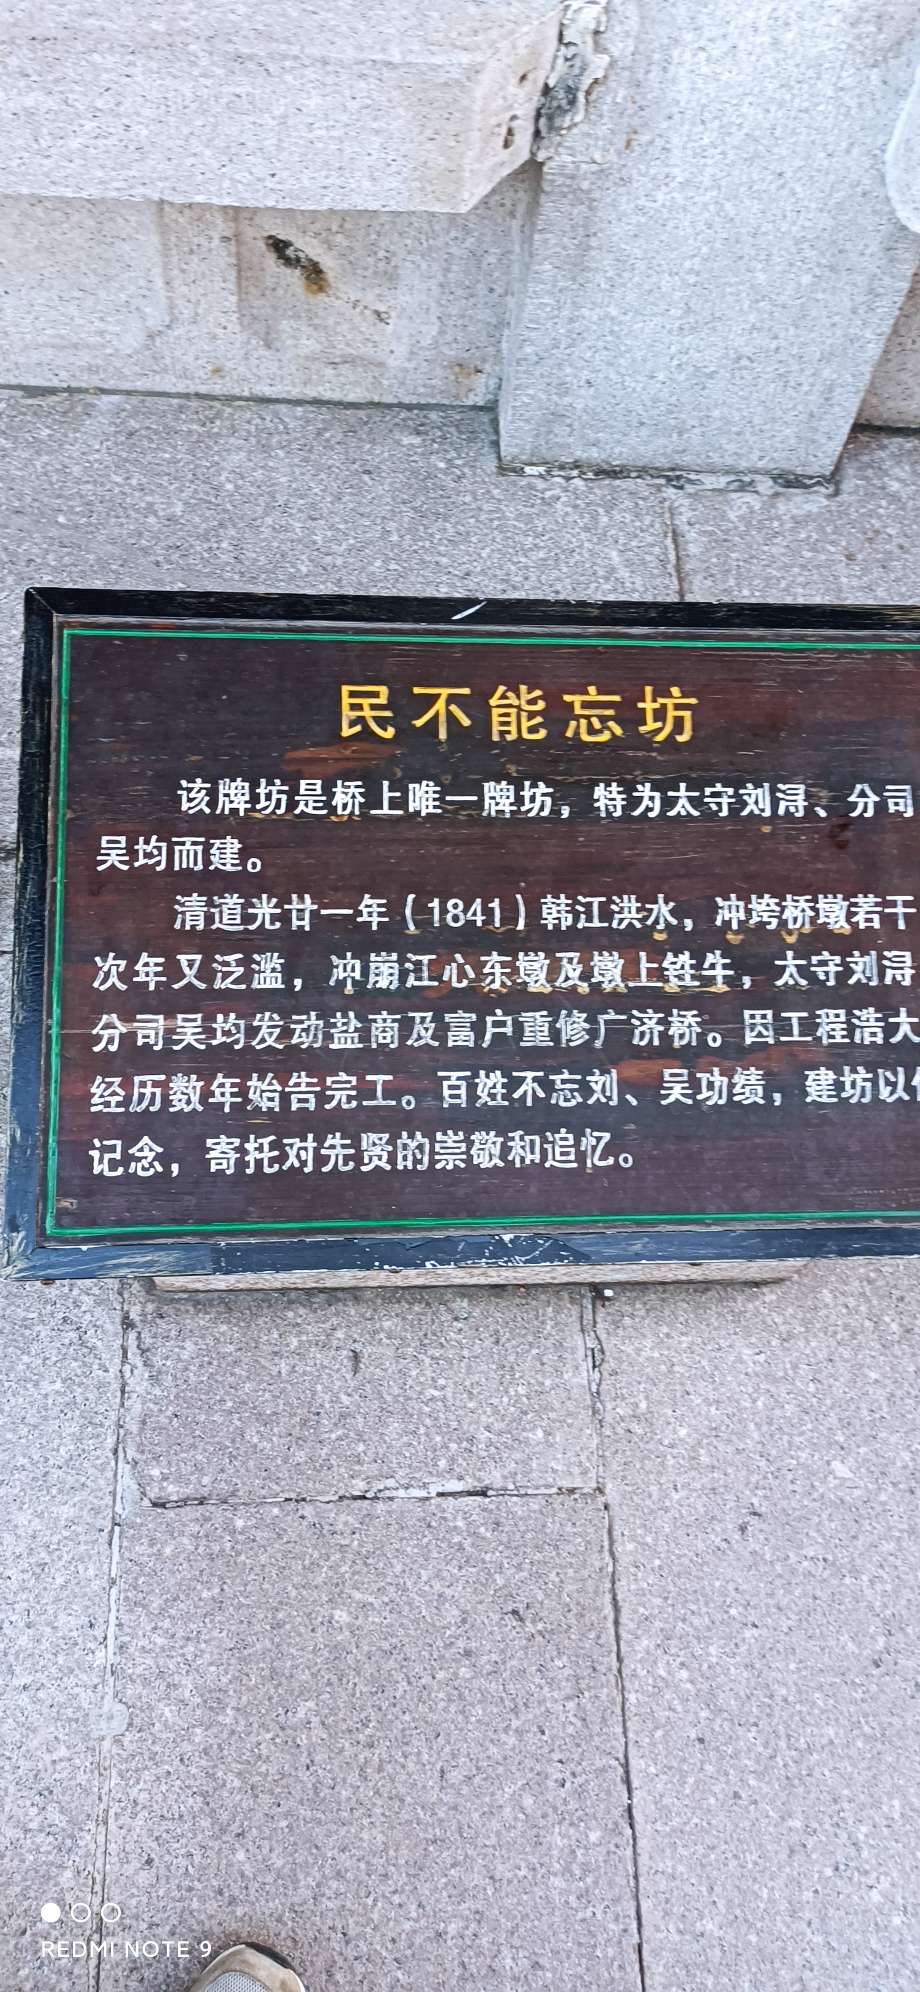 民不能忘坊
该牌坊是桥上唯一牌坊，特为太守刘浔、分司
吴均而建。
清道光廿一年（1841）韩江洪水，冲垮桥墩若干
次年又泛滥，冲崩江心东墩及墩上牲牛，太守刘浔
分司吴均发动盐商及富户重修广济桥。因工程浩大
经历数年始告完工。百姓不忘刘、吴功绩，建坊以
记念，寄托对先贤的崇敬和追忆。
REDMI NOTE 9